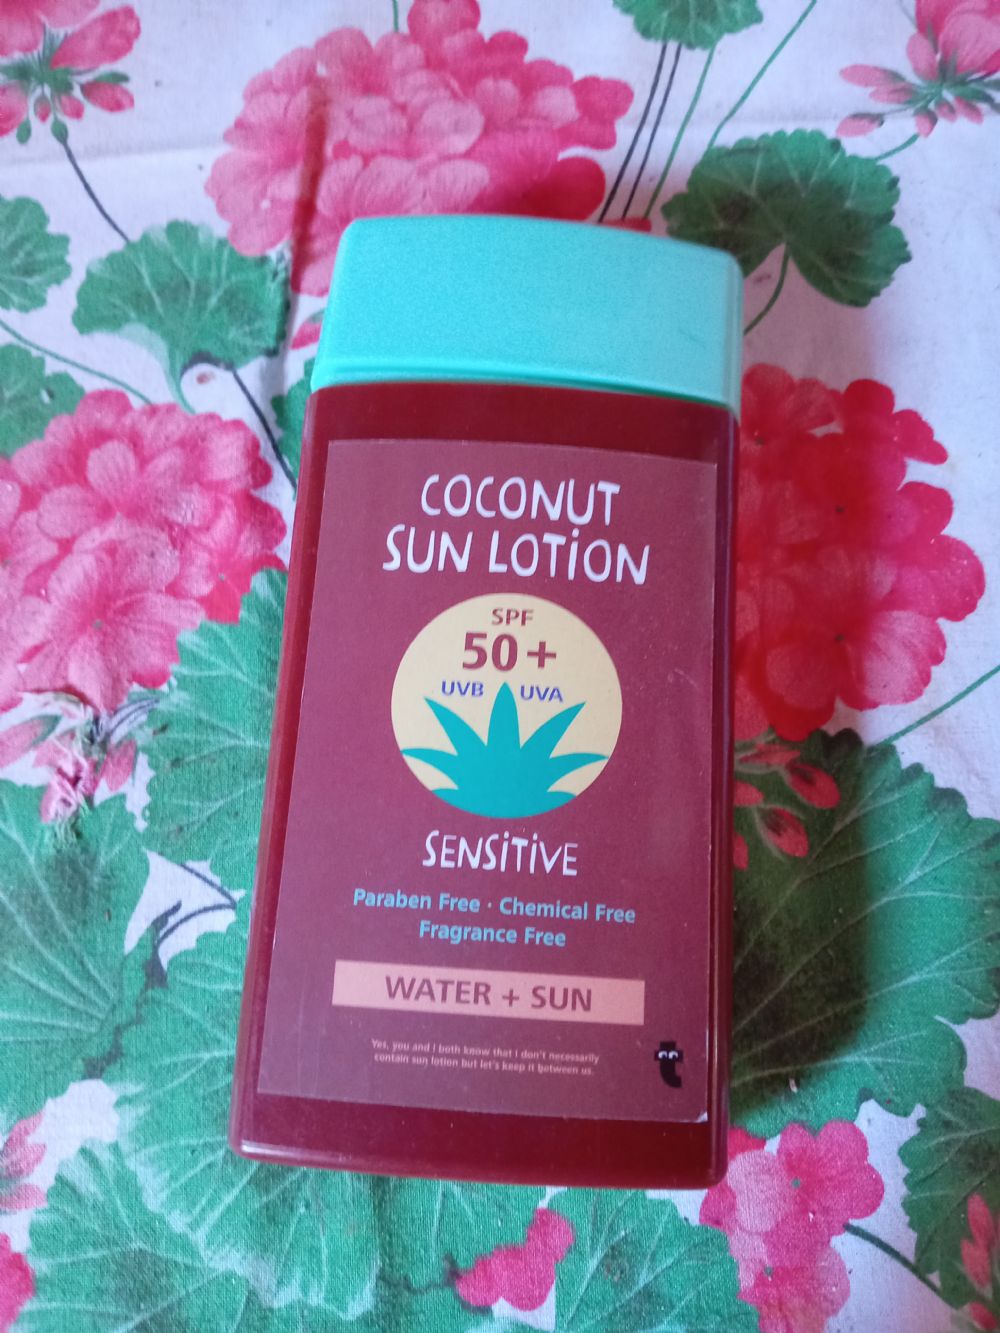 COCONUT
SUN LOTiON
SPF
50+
UVB UVA
SENSiTiVE
Paraben Free · Chemical Free
Fragrance Free
WATER + SUN
Yes, you and I both know that I don't necessarily
contain sun lotion but let's keep it between us.
t